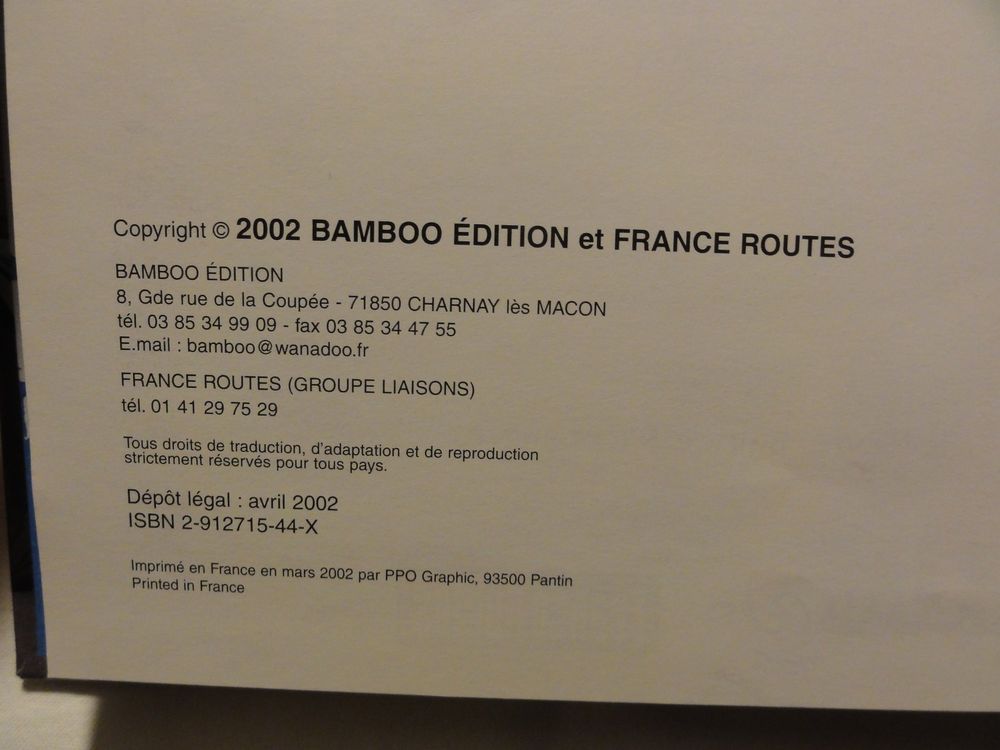 Copyright © 2002 BAMBOO ÉDITION et FRANCE ROUTES
BAMBOO ÉDITION
8, Gde rue de la Coupée - 71850 CHARNAY lès MACON
tél. 03 85 34 99 09 - fax 03 85 34 47 55
E.mail : bamboo@wanadoo.fr
FRANCE ROUTES (GROUPE LIAISONS)
tél. 01 41 29 75 29
Tous droits de traduction, d'adaptation et de reproduction
strictement réservés pour tous pays.
Dépôt légal : avril 2002
ISBN 2-912715-44-X
Imprimé en France en mars 2002 par PPO Graphic, 93500 Pantin
Printed in France